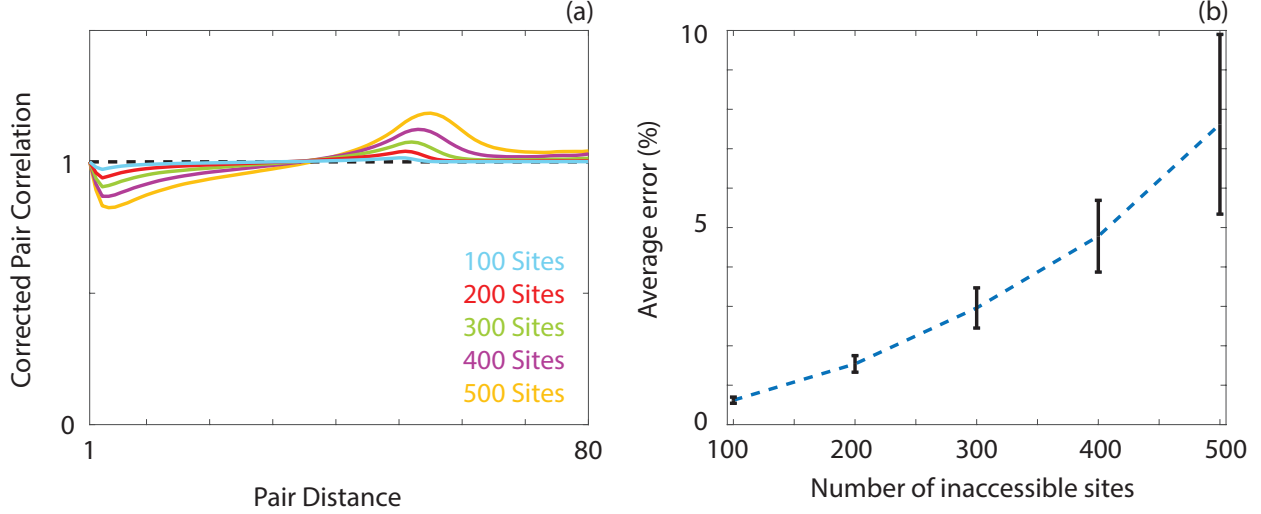 (a)
Corrected Pair Correlation
1
0
100 Sites
200 Sites
300 Sites
400 Sites
500 Sites
1
80
Pair Distance
(b)
Average error (%)
10
5
0
100
200
300
400
500
Number of inaccessible sites